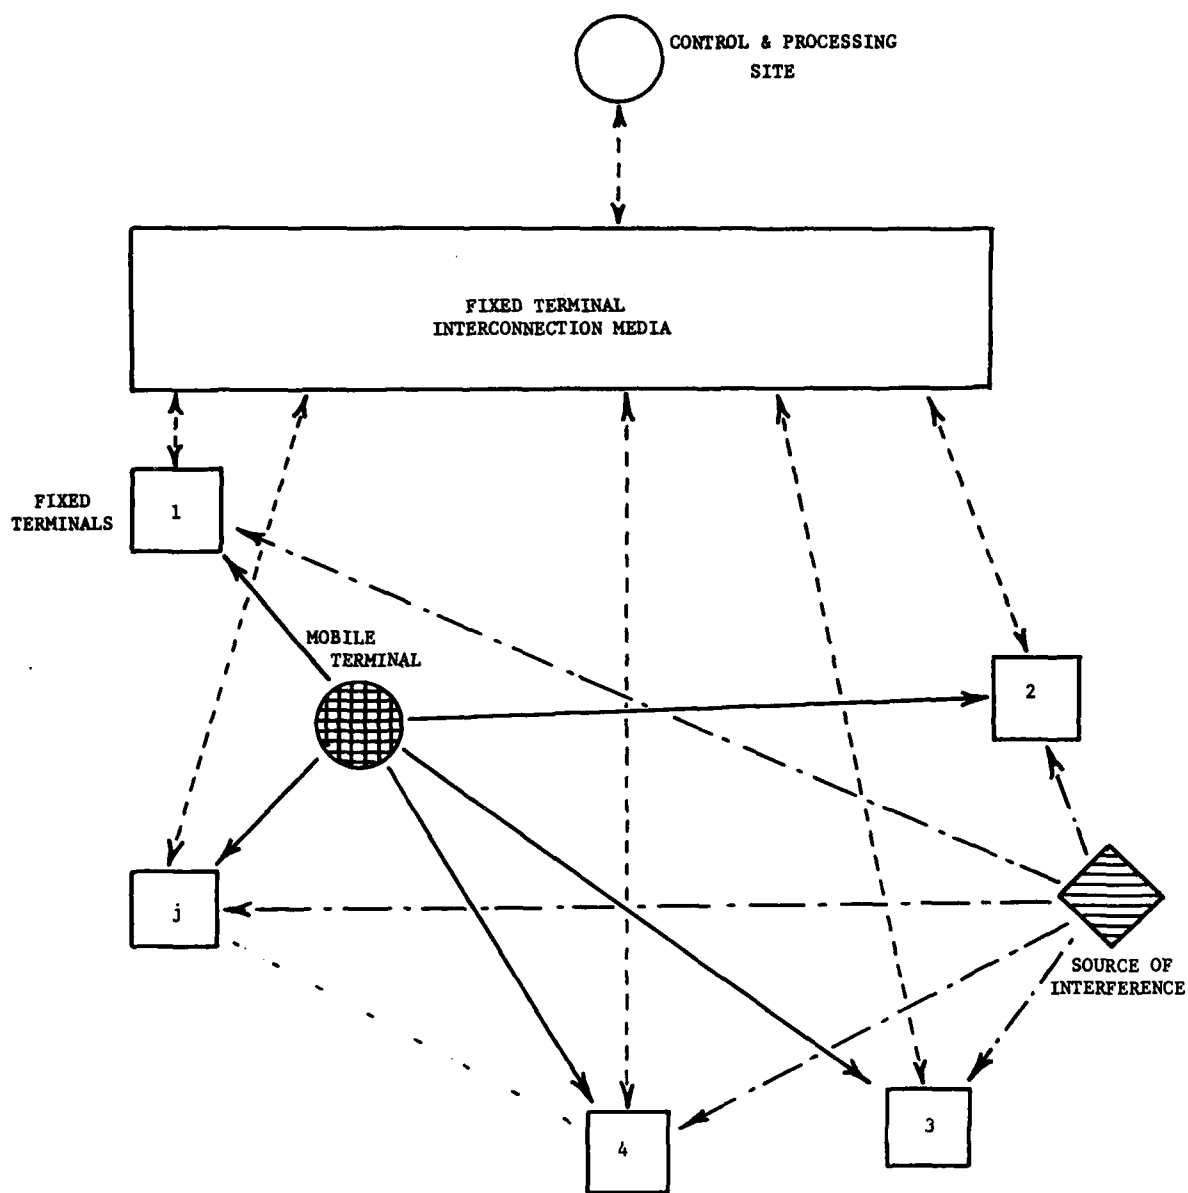 CONTROL & PROCESSING
SITE
FIXED TERMINAL
INTERCONNECTION MEDIA
FIXED
TERMINALS
1
MOBILE
TERMINAL
2
j
SOURCE OF
INTERFERENCE
3
4